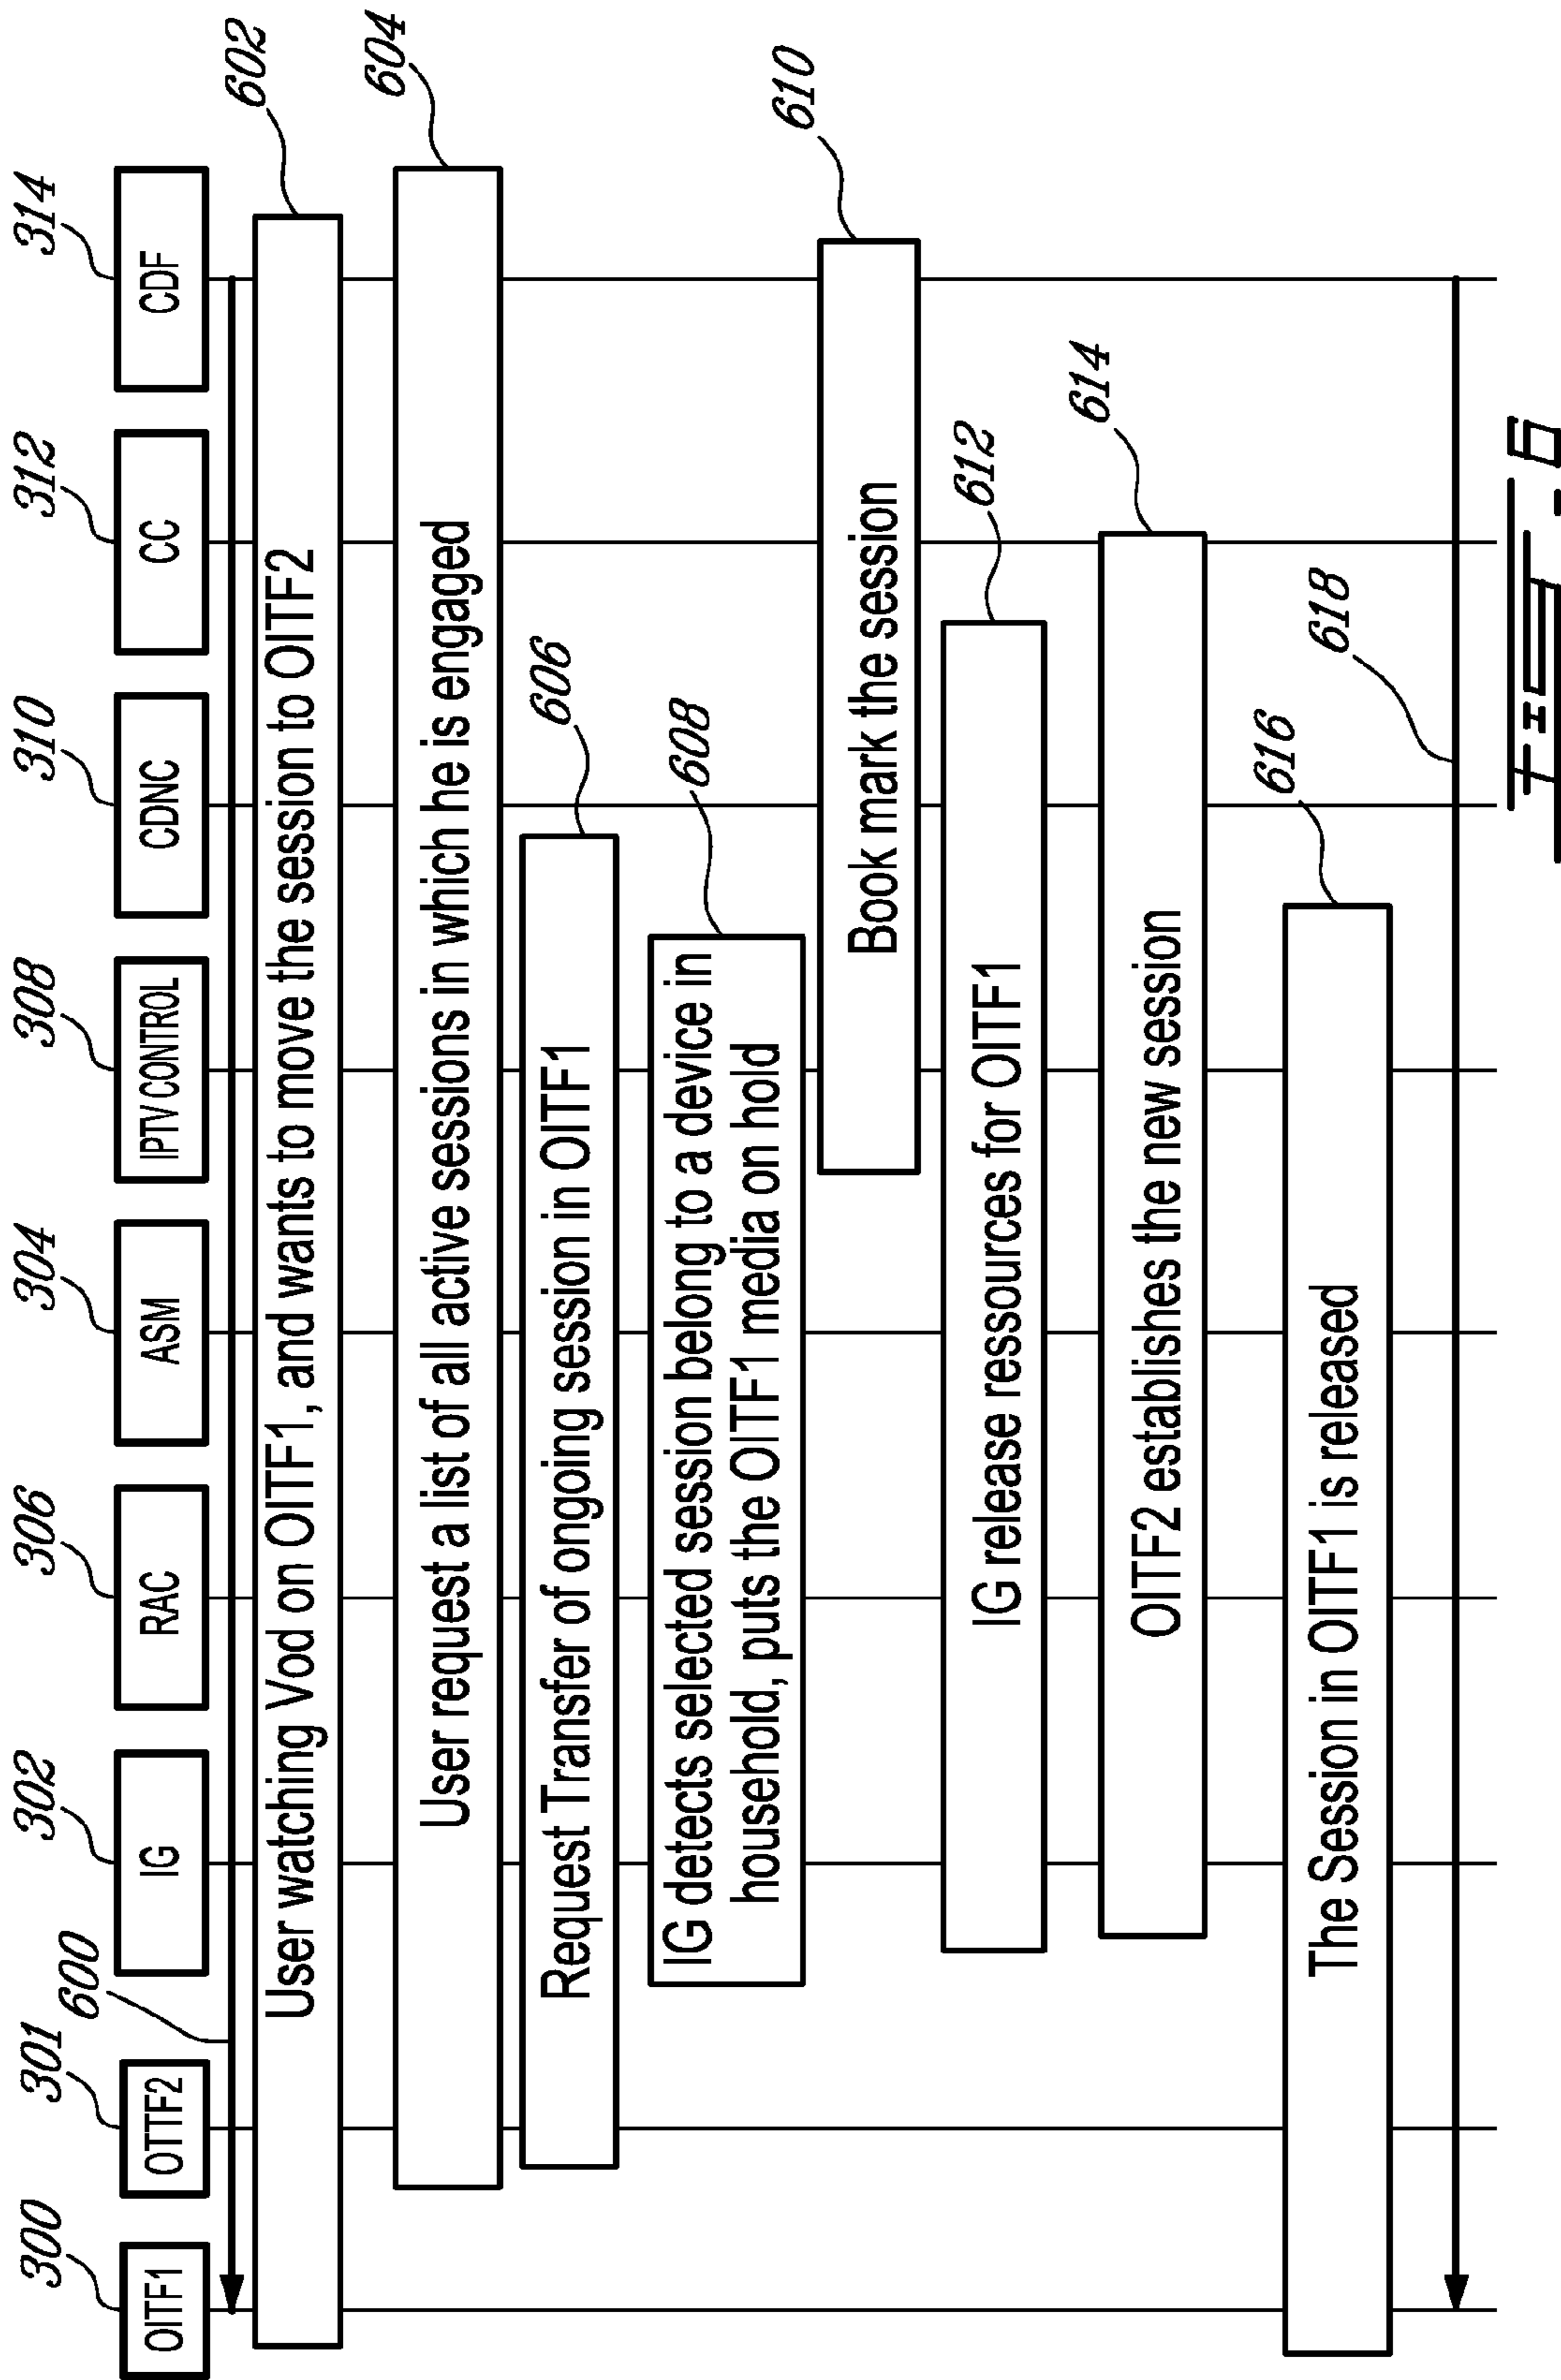 300
301
302
306
304
308
310
312
314
OITF1
OTTF2
IG
RAC
ASM
IPTV CONTROL
CDNC
CC
CDF
600
User watching Vod on OITF1, and wants to move the session to OITF2
602
User request a list of all active sessions in which he is engaged
604
Request Transfer of ongoing session in OITF1
606
IG detects selected session belong to a device in
household, puts the OITF1 media on hold
608
Book mark the session
610
IG release ressources for OITF1
612
OITF2 establishes the new session
614
The Session in OITF1 is released
616
618
FIG - 6